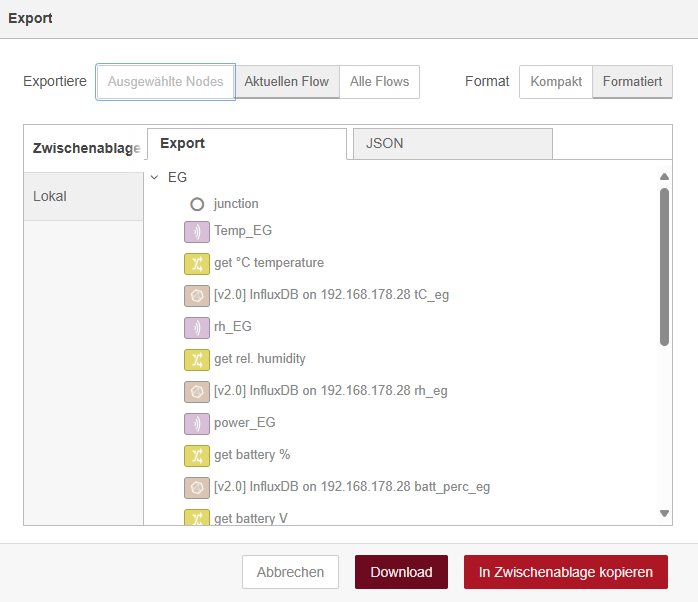 Export
Exportiere Ausgewählte Nodes Aktuellen Flow Alle Flows Format Kompakt Formatiert
Zwischenablage Export JSON
Lokal
EG
junction
Temp_EG
get °C temperature
[v2.0] InfluxDB on 192.168.178.28 tC_eg
rh_EG
get rel. humidity
[v2.0] InfluxDB on 192.168.178.28 rh_eg
power_EG
get battery %
[v2.0] InfluxDB on 192.168.178.28 batt_perc_eg
get battery V
Abbrechen Download In Zwischenablage kopieren